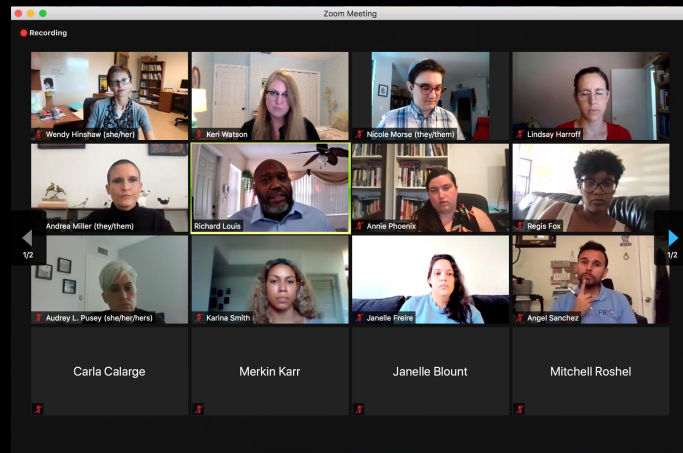 Zoom Meeting
Recording
Wendy Hinshaw (she/her)
Keri Watson
Nicole Morse (they/them)
Lindsay Harroff
Andrea Miller (they/them)
Richard Louis
Annie Phoenix
Regis Fox
1/2
1/2
Audrey L. Pusey (she/her/hers)
Karina Smith
Janelle Freire
Angel Sanchez
Carla Calarge
Merkin Karr
Janelle Blount
Mitchell Roshel